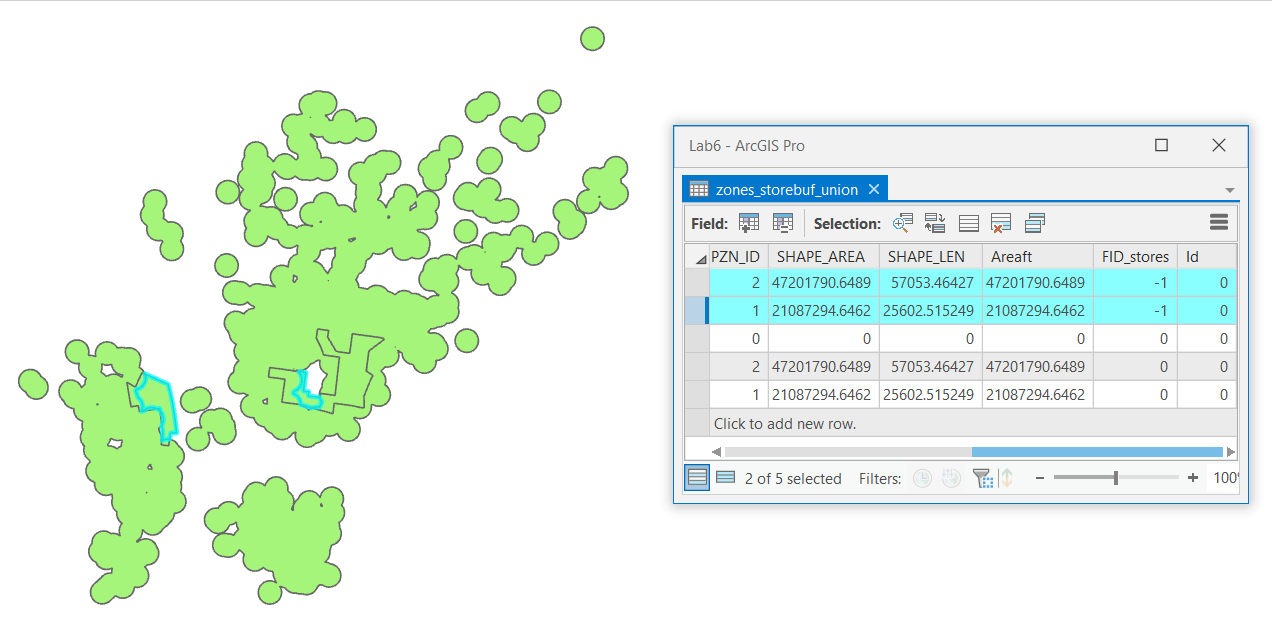 Lab6 - ArcGIS Pro
zones_storebuf_union
Field: Selection:
PZN_ID SHAPE_AREA SHAPE_LEN Areaft FID_stores Id
2 47201790.6489 57053.46427 47201790.6489 -1 0
1 21087294.6462 25602.515249 21087294.6462 -1 0
0 0 0 0 0 0
2 47201790.6489 57053.46427 47201790.6489 0 0
1 21087294.6462 25602.515249 21087294.6462 0 0
Click to add new row.
2 of 5 selected Filters: − + 100%